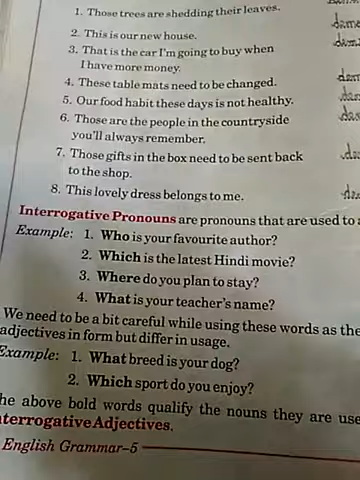 1. Those trees are shedding their leaves.
2. This is our new house.
3. That is the car I'm going to buy when
I have more money.
4. These table mats need to be changed.
5. Our food habit these days is not healthy.
6. Those are the people in the countryside
you'll always remember.
7. Those gifts in the box need to be sent back
to the shop.
8. This lovely dress belongs to me.
Interrogative Pronouns are pronouns that are used to
Example: 1. Who is your favourite author?
2. Which is the latest Hindi movie?
3. Where do you plan to stay?
4. What is your teacher's name?
We need to be a bit careful while using these words as the
adjectives in form but differ in usage.
Example: 1. What breed is your dog?
2. Which sport do you enjoy?
he above bold words qualify the nouns they are use
nterrogative Adjectives.
English Grammar–5